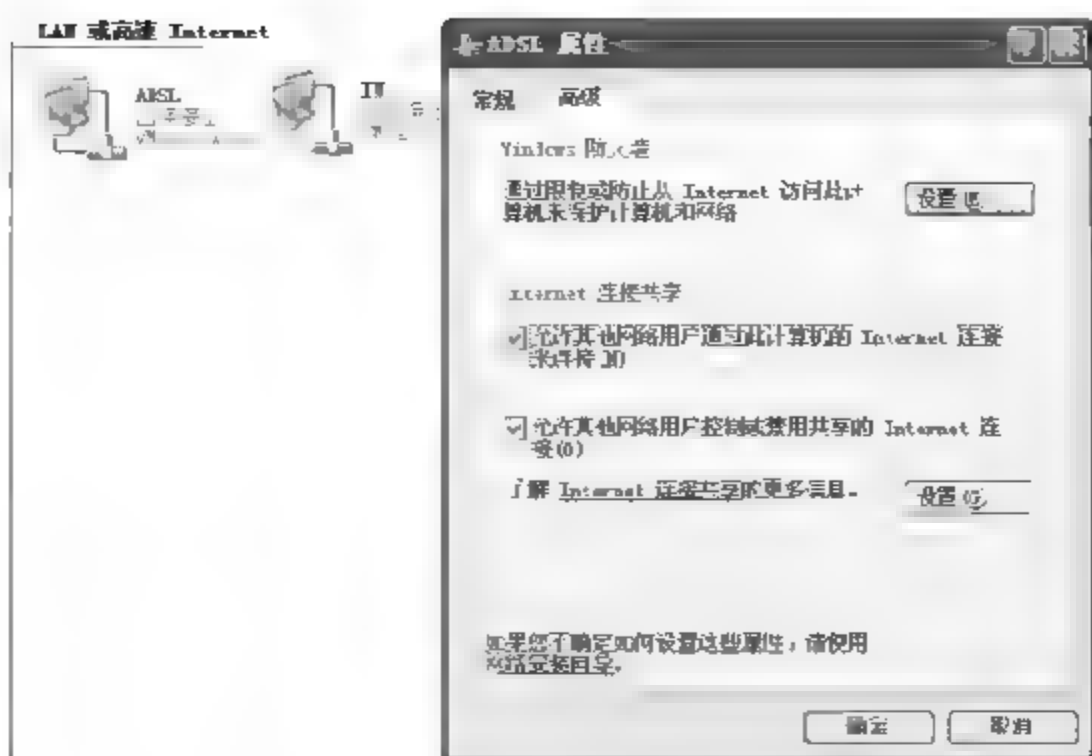 LAN 或高速 Internet
ADSL
ADSL 属性
常规 高级
Windows 防火墙
通过限制或防止从 Internet 访问此计
算机来保护计算机和网络
设置
Internet 连接共享
允许其他网络用户通过此计算机的 Internet 连接
来连接(N)
允许其他网络用户控制或禁用共享的 Internet 连
接(O)
了解 Internet 连接共享的更多信息。
设置(G)
如果您不确定如何设置这些属性,请使用
网络安装向导。
确定 取消